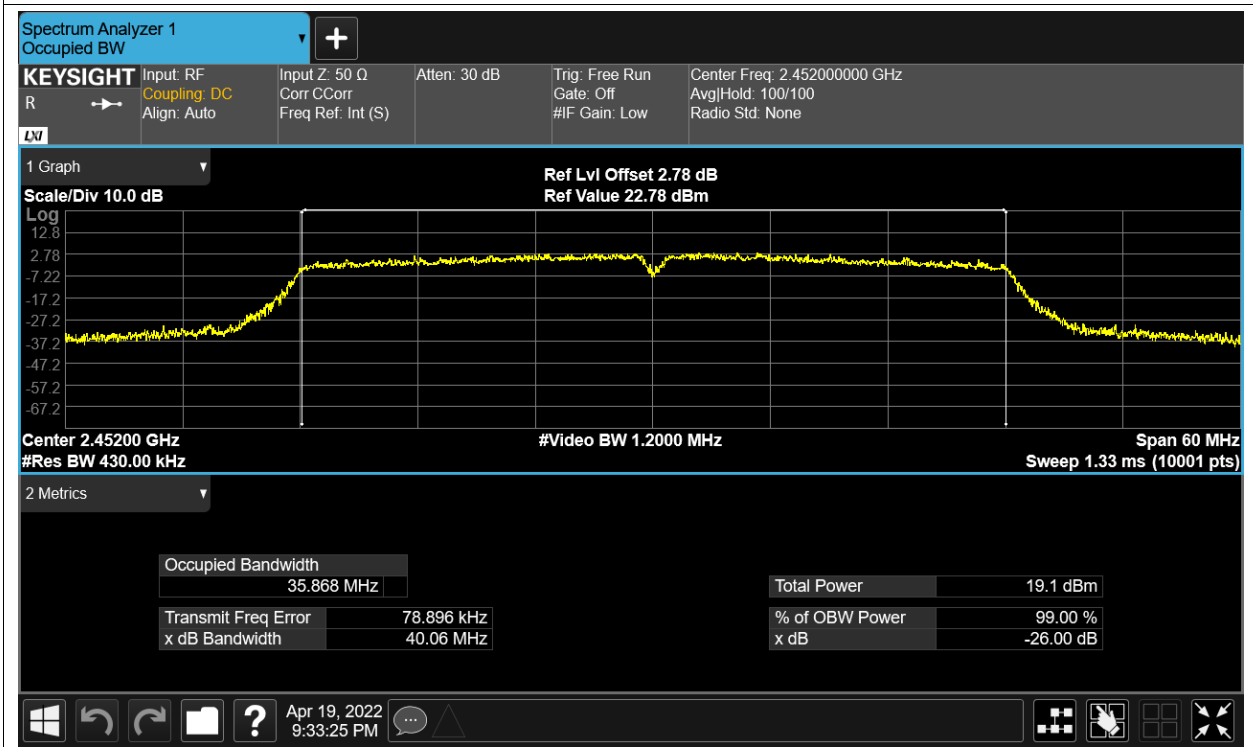 Spectrum Analyzer 1
Occupied BW
KEYSIGHT
R
LXI
Input: RF
Coupling: DC
Align: Auto
Input Z: 50 Ω
Corr CCorr
Freq Ref: Int (S)
Atten: 30 dB
Trig: Free Run
Gate: Off
#IF Gain: Low
Center Freq: 2.452000000 GHz
Avg|Hold: 100/100
Radio Std: None
1 Graph
Scale/Div 10.0 dB
Ref Lvl Offset 2.78 dB
Ref Value 22.78 dBm
Log
12.8
2.78
-7.22
-17.2
-27.2
-37.2
-47.2
-57.2
-67.2
Center 2.45200 GHz
#Video BW 1.2000 MHz
Span 60 MHz
#Res BW 430.00 kHz
Sweep 1.33 ms (10001 pts)
2 Metrics
Occupied Bandwidth
35.868 MHz
Transmit Freq Error 78.896 kHz
x dB Bandwidth 40.06 MHz
Total Power 19.1 dBm
% of OBW Power 99.00 %
x dB -26.00 dB
?
Apr 19, 2022
9:33:25 PM